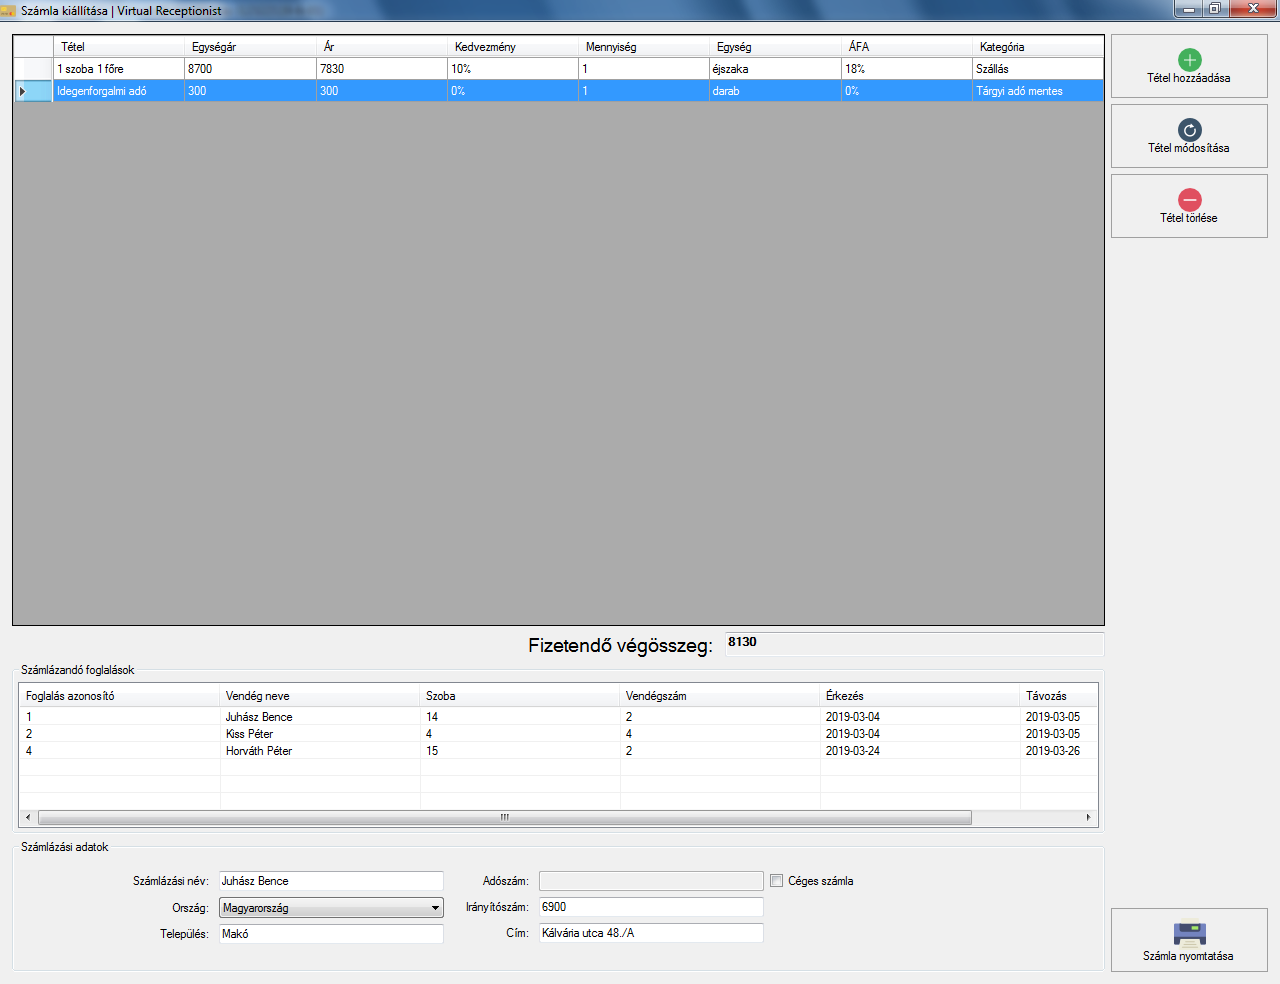 Számla kiállítása | Virtual Receptionist
Tétel Egységár Ár Kedvezmény Mennyiség Egység ÁFA Kategória
1 szoba 1 főre 8700 7830 10% 1 éjszaka 18% Szállás
Idegenforgalmi adó 300 300 0% 1 darab 0% Tárgyi adó mentes
Tétel hozzáadása
Tétel módosítása
Tétel törlése
Fizetendő végösszeg: 8130
Számlázandó foglalások
Foglalás azonosító Vendég neve Szoba Vendégszám Érkezés Távozás
1 Juhász Bence 14 2 2019-03-04 2019-03-05
2 Kiss Péter 4 4 2019-03-04 2019-03-05
4 Horváth Péter 15 2 2019-03-24 2019-03-26
Számlázási adatok
Számlázási név: Juhász Bence Adószám: Céges számla
Ország: Magyarország Irányítószám: 6900
Település: Makó Cím: Kálvária utca 48./A
Számla nyomtatása